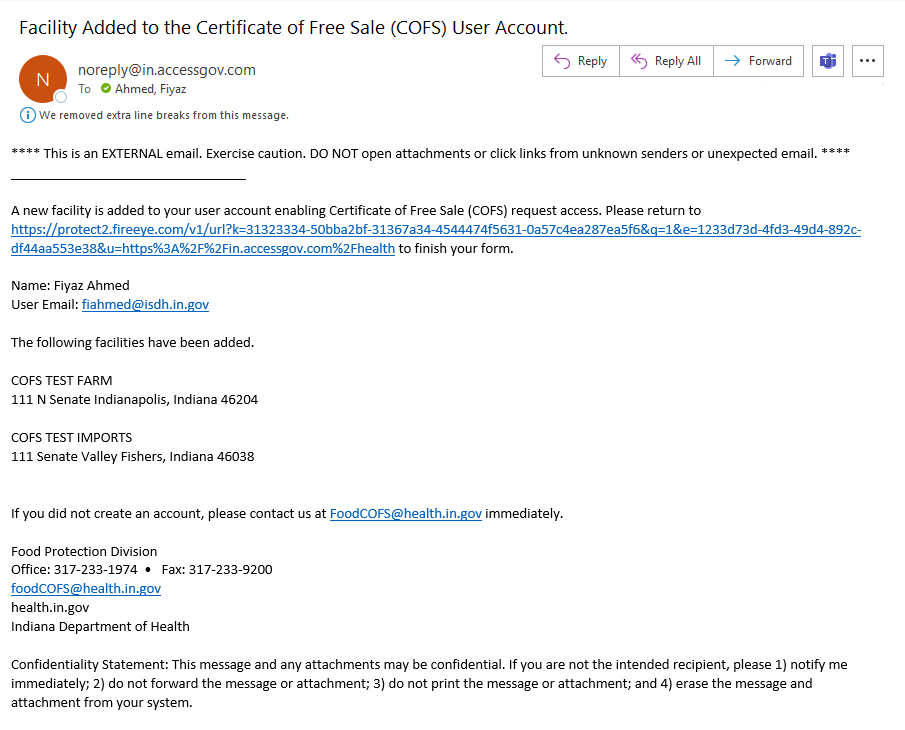 Facility Added to the Certificate of Free Sale (COFS) User Account.
N
noreply@in.accessgov.com
To Ahmed, Fiyaz
Reply
Reply All
Forward
We removed extra line breaks from this message.
**** This is an EXTERNAL email. Exercise caution. DO NOT open attachments or click links from unknown senders or unexpected email. ****
A new facility is added to your user account enabling Certificate of Free Sale (COFS) request access. Please return to
https://protect2.fireeye.com/v1/url?k=31323334-50bba2bf-31367a34-4544474f5631-0a57c4ea287ea5f6&q=1&e=1233d73d-4fd3-49d4-892c-
df44aa553e38&u=https%3A%2F%2Fin.accessgov.com%2Fhealth to finish your form.
Name: Fiyaz Ahmed
User Email: fiahmed@isdh.in.gov
The following facilities have been added.
COFS TEST FARM
111 N Senate Indianapolis, Indiana 46204
COFS TEST IMPORTS
111 Senate Valley Fishers, Indiana 46038
If you did not create an account, please contact us at FoodCOFS@health.in.gov immediately.
Food Protection Division
Office: 317-233-1974 • Fax: 317-233-9200
foodCOFS@health.in.gov
health.in.gov
Indiana Department of Health
Confidentiality Statement: This message and any attachments may be confidential. If you are not the intended recipient, please 1) notify me
immediately; 2) do not forward the message or attachment; 3) do not print the message or attachment; and 4) erase the message and
attachment from your system.